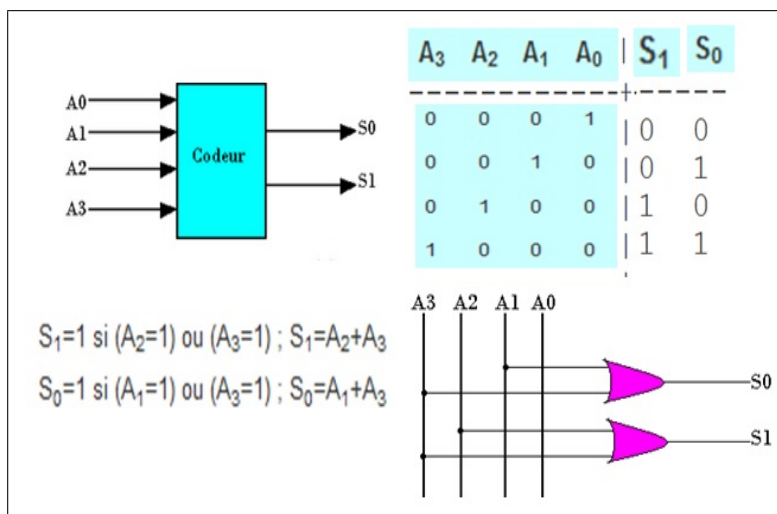 A0
A1
A2
A3
Codeur
S0
S1
A₃ A₂ A₁ A₀ | S₁ S₀
0 0 0 1 | 0 0
0 0 1 0 | 0 1
0 1 0 0 | 1 0
1 0 0 0 | 1 1
S₁=1 si (A₂=1) ou (A₃=1) ; S₁=A₂+A₃
S₀=1 si (A₁=1) ou (A₃=1) ; S₀=A₁+A₃
A3 A2 A1 A0
S0
S1